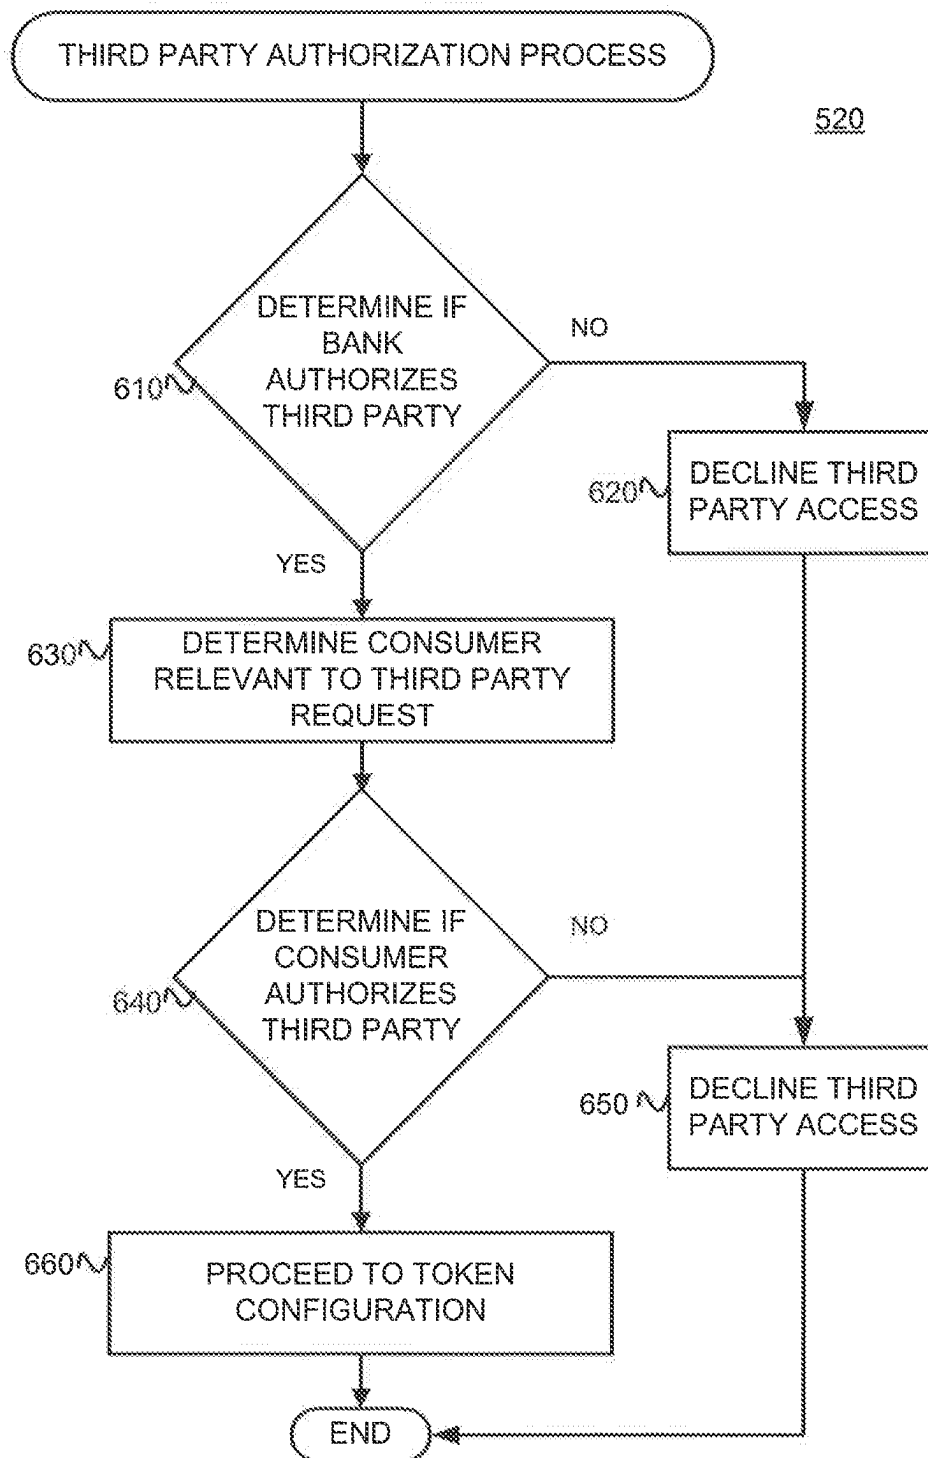 THIRD PARTY AUTHORIZATION PROCESS
520
DETERMINE IF
BANK
AUTHORIZES
THIRD PARTY
610
NO
DECLINE THIRD
PARTY ACCESS
620
YES
DETERMINE CONSUMER
RELEVANT TO THIRD PARTY
REQUEST
630
DETERMINE IF
CONSUMER
AUTHORIZES
THIRD PARTY
640
NO
DECLINE THIRD
PARTY ACCESS
650
YES
PROCEED TO TOKEN
CONFIGURATION
660
END